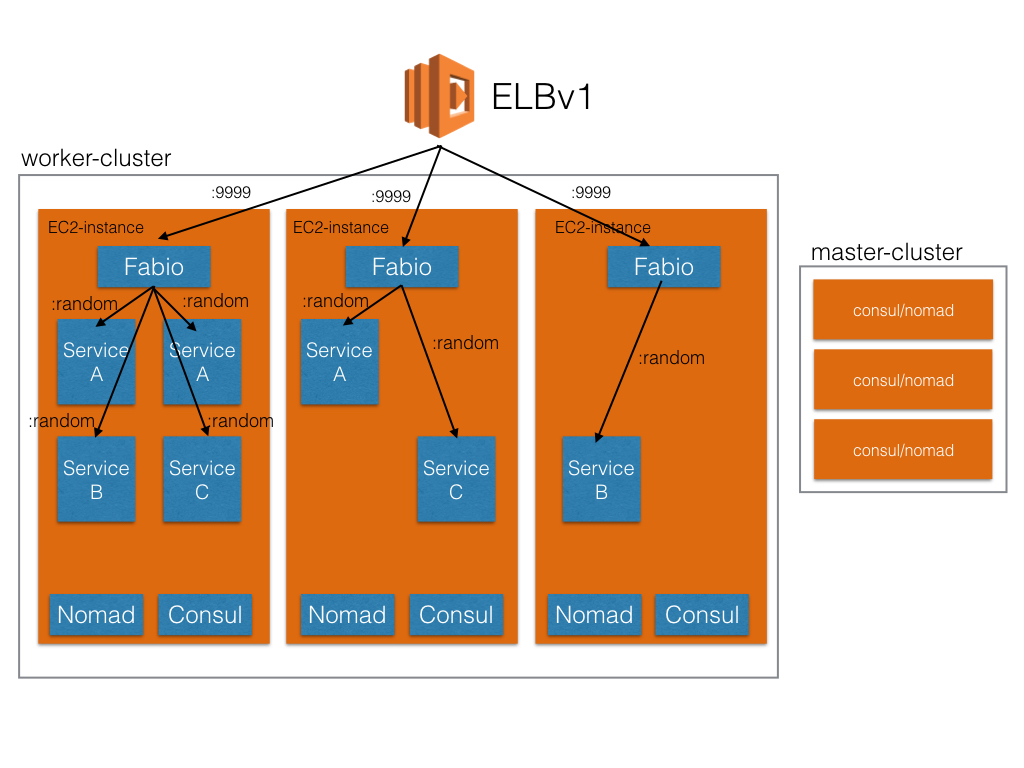 ELBv1
worker-cluster
:9999
:9999
:9999
EC2-instance
EC2-instance
EC2-instance
Fabio
Fabio
Fabio
master-cluster
consul/nomad
consul/nomad
consul/nomad
:random
:random
:random
:random
:random
Service
A
Service
A
Service
A
:random
:random
Service
B
Service
C
Service
C
Service
B
Nomad
Consul
Nomad
Consul
Nomad
Consul